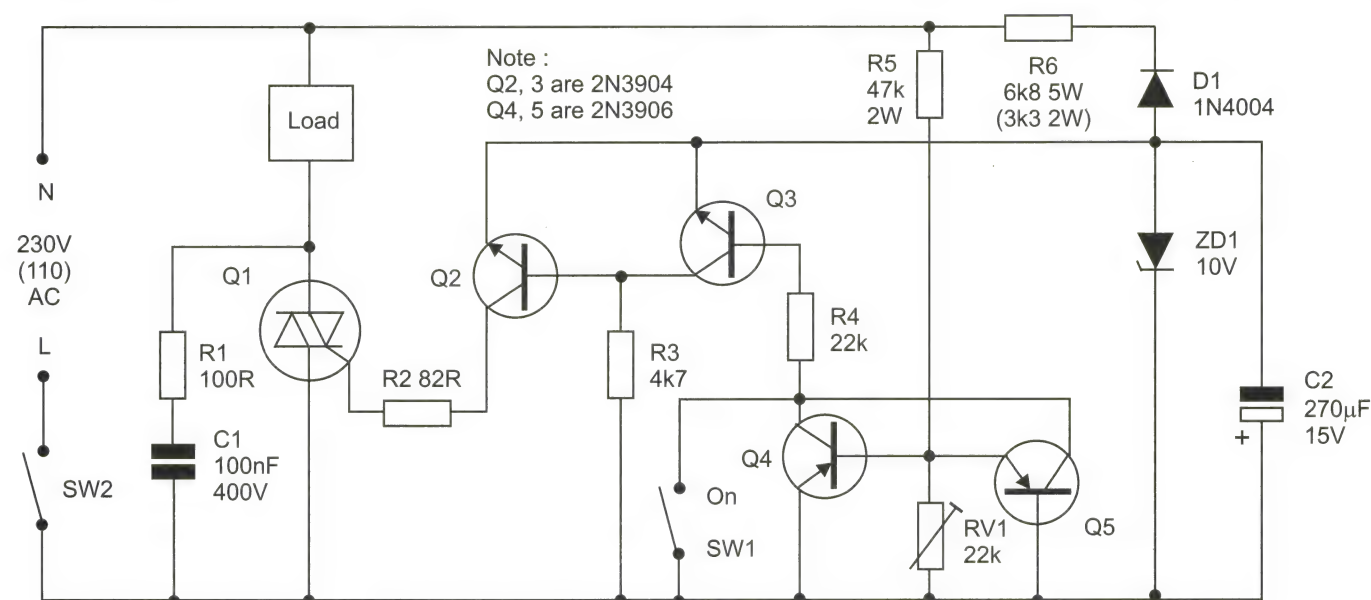 Note :
Q2, 3 are 2N3904
Q4, 5 are 2N3906
R5
47k
2W
R6
6k8 5W
(3k3 2W)
D1
1N4004
Load
N
230V
(110)
AC
L
Q1
Q2
Q3
ZD1
10V
R1
100R
R2 82R
R3
4k7
R4
22k
C2
270µF
15V
+
C1
100nF
400V
SW2
Q4
On
SW1
RV1
22k
Q5